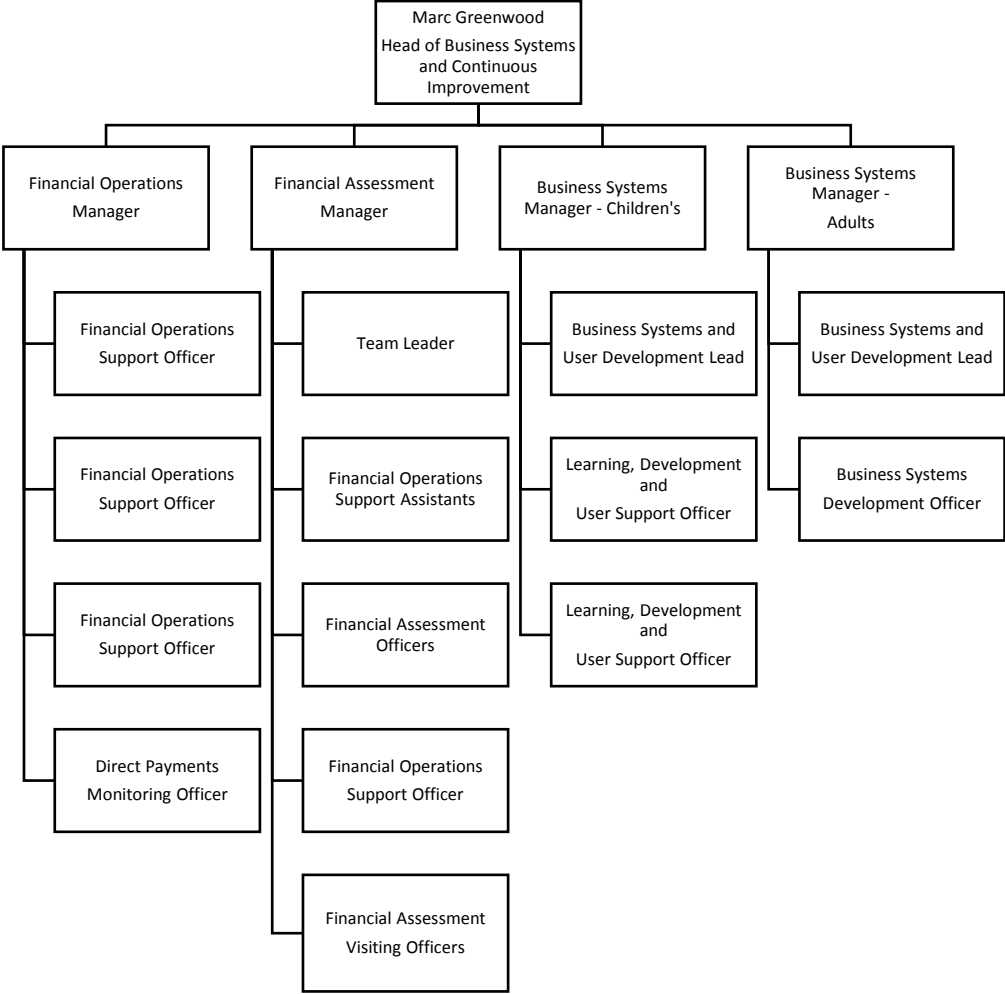 Marc Greenwood
Head of Business Systems
and Continuous
Improvement
Financial Operations
Manager
Financial Assessment
Manager
Business Systems
Manager - Children's
Business Systems
Manager -
Adults
Financial Operations
Support Officer
Financial Operations
Support Officer
Financial Operations
Support Officer
Direct Payments
Monitoring Officer
Team Leader
Financial Operations
Support Assistants
Financial Assessment
Officers
Financial Operations
Support Officer
Financial Assessment
Visiting Officers
Business Systems and
User Development Lead
Learning, Development
and
User Support Officer
Learning, Development
and
User Support Officer
Business Systems and
User Development Lead
Business Systems
Development Officer